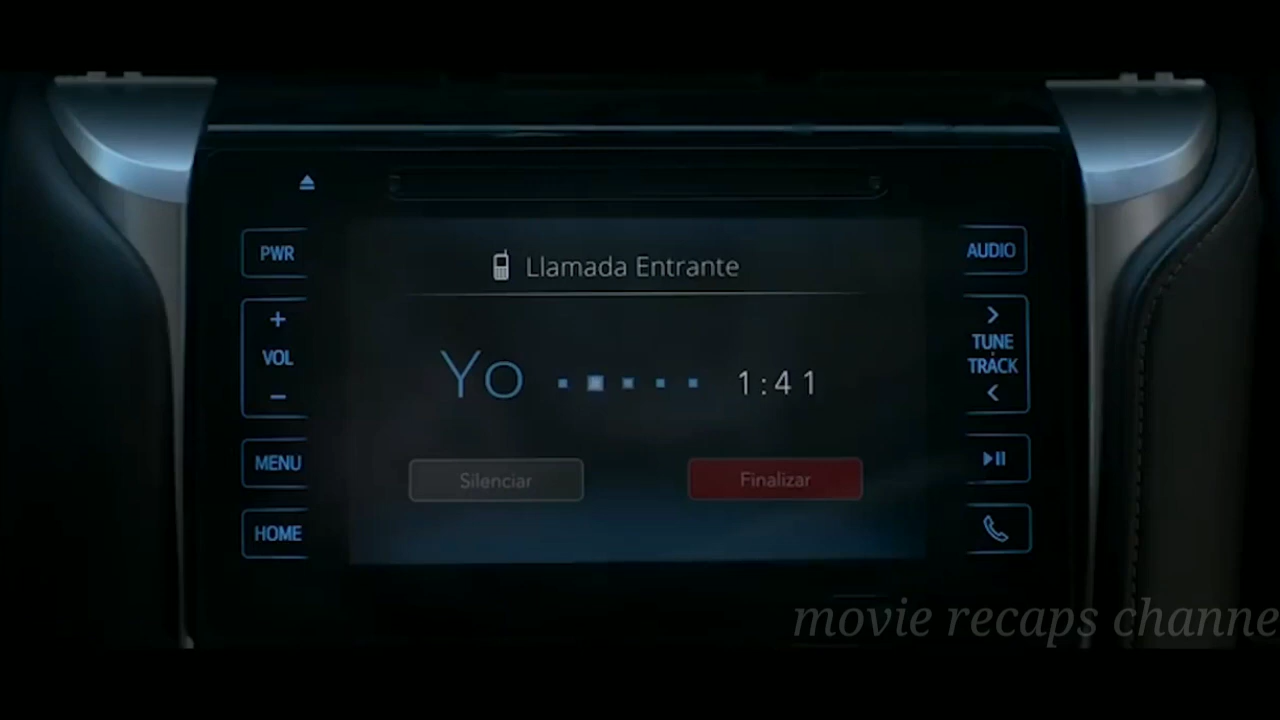 PWR
+
VOL
−
MENU
HOME
Llamada Entrante
Yo
1:41
Silenciar
Finalizar
AUDIO
>
TUNE
TRACK
<
movie recaps channe